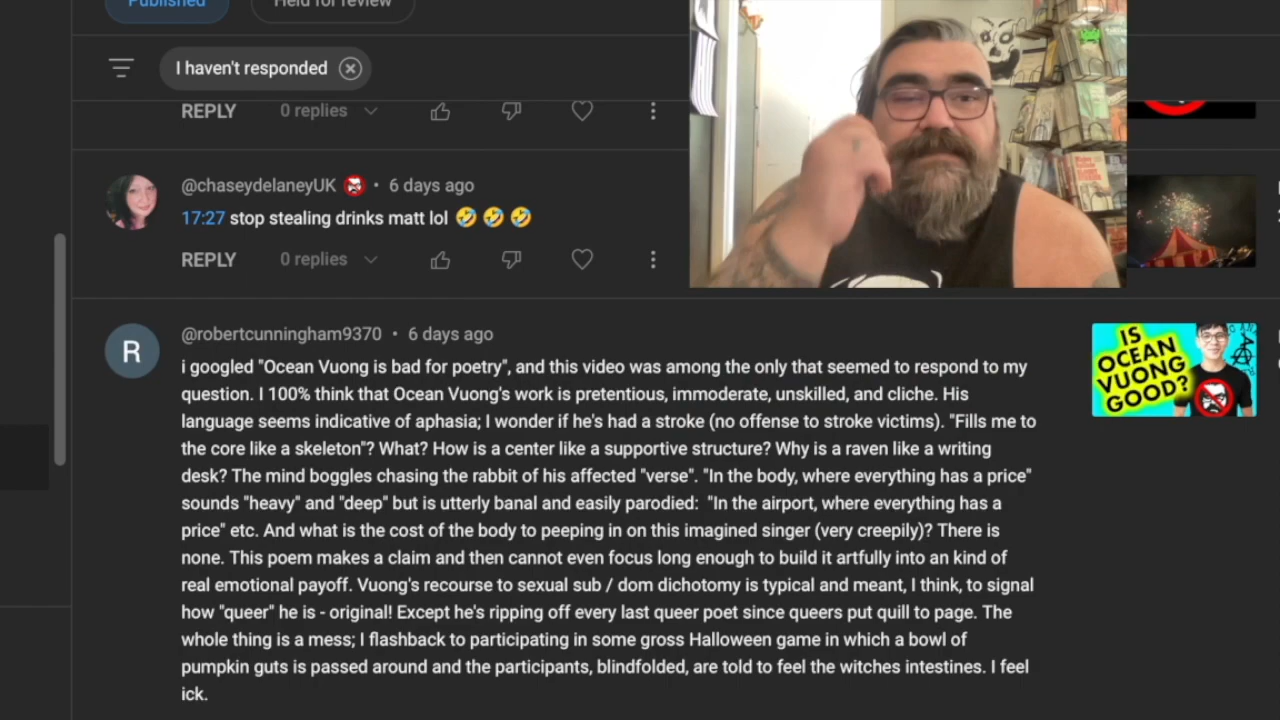 Published
Held for review
I haven't responded
REPLY
0 replies
@chaseydelaneyUK • 6 days ago
17:27 stop stealing drinks matt lol 🤣 🤣 🤣
REPLY
0 replies
R
@robertcunningham9370 • 6 days ago
i googled "Ocean Vuong is bad for poetry", and this video was among the only that seemed to respond to my
question. I 100% think that Ocean Vuong's work is pretentious, immoderate, unskilled, and cliche. His
language seems indicative of aphasia; I wonder if he's had a stroke (no offense to stroke victims). "Fills me to
the core like a skeleton"? What? How is a center like a supportive structure? Why is a raven like a writing
desk? The mind boggles chasing the rabbit of his affected "verse". "In the body, where everything has a price"
sounds "heavy" and "deep" but is utterly banal and easily parodied: "In the airport, where everything has a
price" etc. And what is the cost of the body to peeping in on this imagined singer (very creepily)? There is
none. This poem makes a claim and then cannot even focus long enough to build it artfully into an kind of
real emotional payoff. Vuong's recourse to sexual sub / dom dichotomy is typical and meant, I think, to signal
how "queer" he is - original! Except he's ripping off every last queer poet since queers put quill to page. The
whole thing is a mess; I flashback to participating in some gross Halloween game in which a bowl of
pumpkin guts is passed around and the participants, blindfolded, are told to feel the witches intestines. I feel
ick.
IS
OCEAN
VUONG
GOOD?